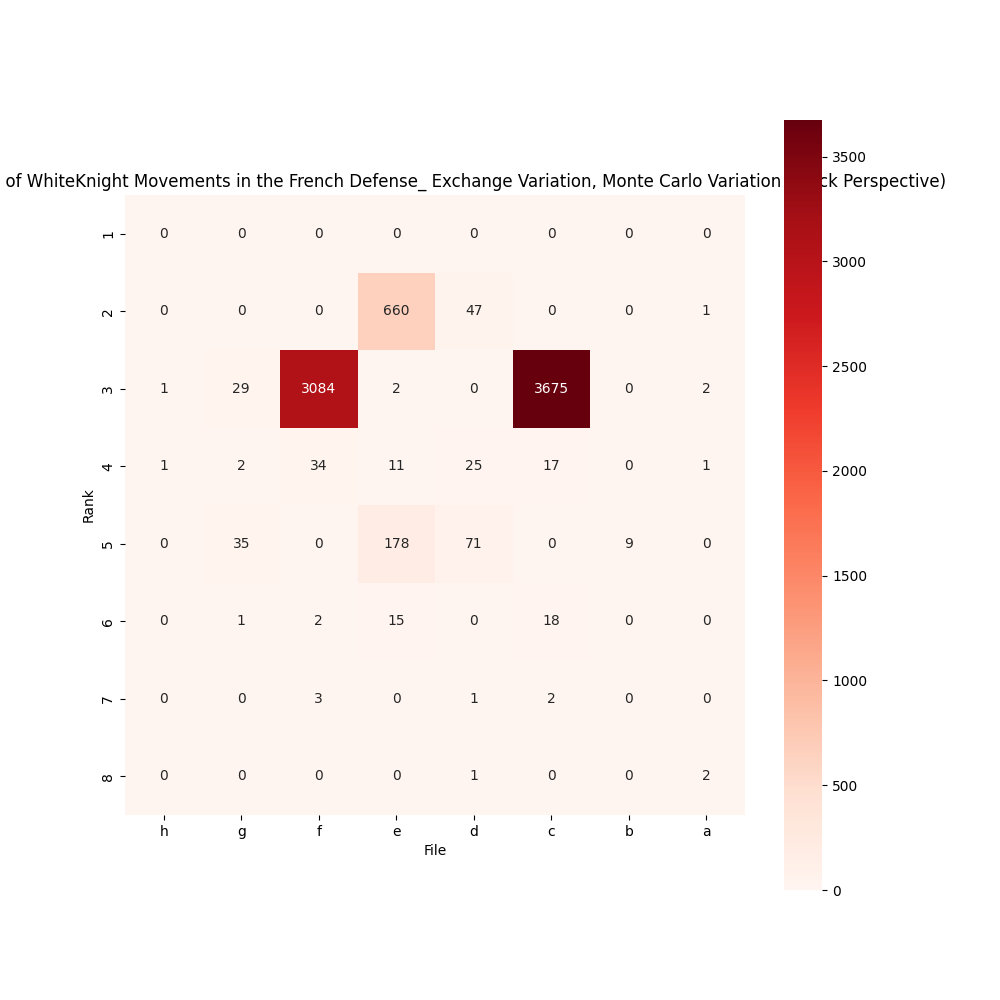 of WhiteKnight Movements in the French Defense_ Exchange Variation, Monte Carlo Variation ck Perspective)
3500
1 0 0 0 0 0 0 0 0
3000
2 0 0 0 660 47 0 0 1
2500
3 1 29 3084 2 0 3675 0 2
4 1 2 34 11 25 17 0 1
2000
Rank
5 0 35 0 178 71 0 9 0
1500
6 0 1 2 15 0 18 0 0
1000
7 0 0 3 0 1 2 0 0
8 0 0 0 0 1 0 0 2
500
h g f e d c b a
File
0